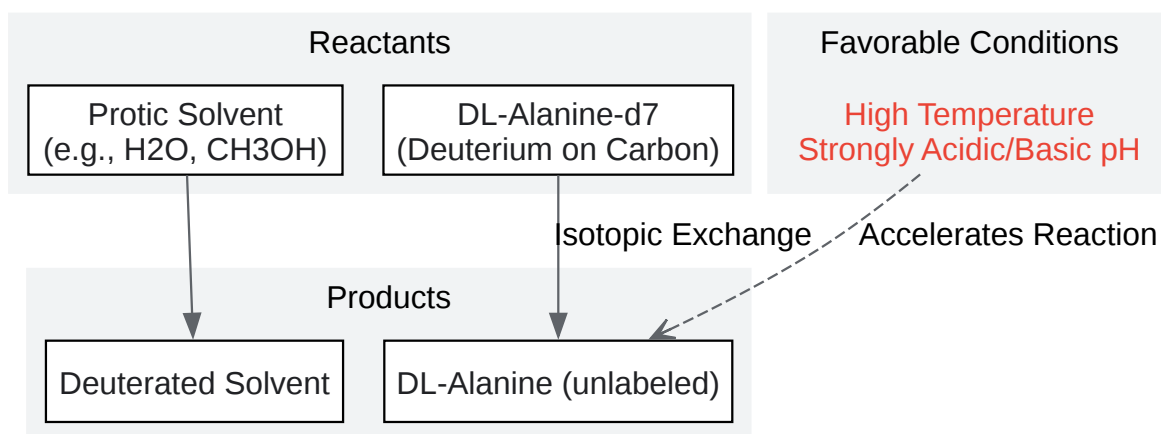 Reactants
Favorable Conditions
Protic Solvent
(e.g., H2O, CH3OH)
DL-Alanine-d7
(Deuterium on Carbon)
High Temperature
Strongly Acidic/Basic pH
Isotopic Exchange
Accelerates Reaction
Products
Deuterated Solvent
DL-Alanine (unlabeled)